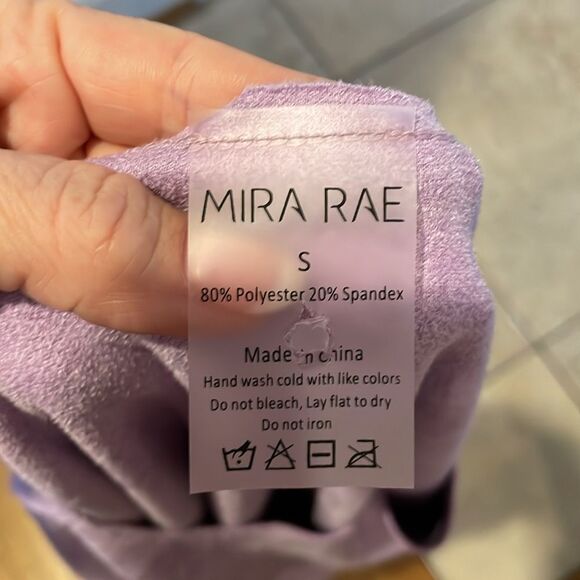 MIRA RAE
S
80% Polyester 20% Spandex
Made in China
Hand wash cold with like colors
Do not bleach, Lay flat to dry
Do not iron